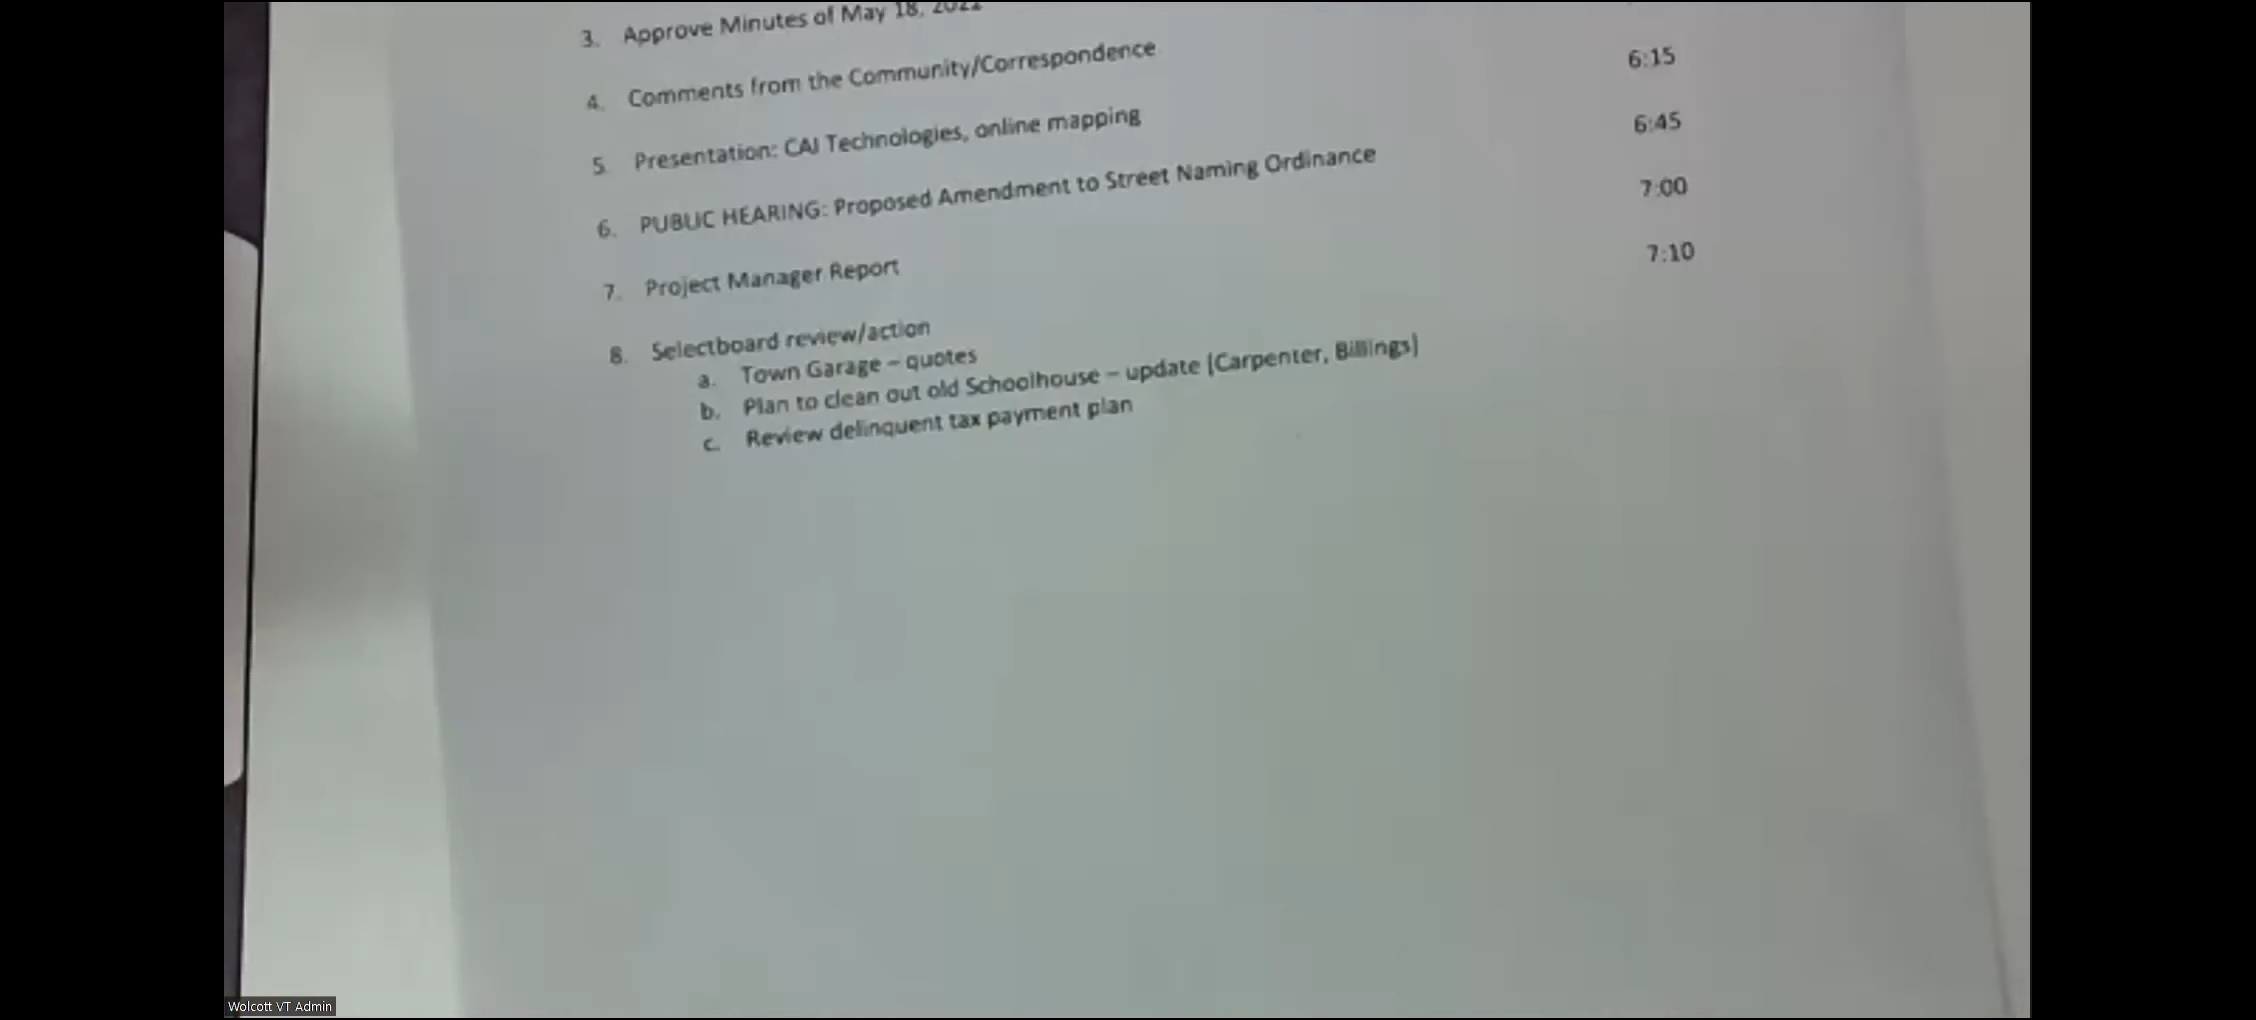 3. Approve Minutes of May 18, 2022
4. Comments from the Community/Correspondence
5. Presentation: CAI Technologies, online mapping 6:15
6. PUBLIC HEARING: Proposed Amendment to Street Naming Ordinance 6:45
7. Project Manager Report 7:00
8. Selectboard review/action 7:10
a. Town Garage – quotes
b. Plan to clean out old Schoolhouse – update (Carpenter, Billings)
c. Review delinquent tax payment plan
Wolcott VT Admin